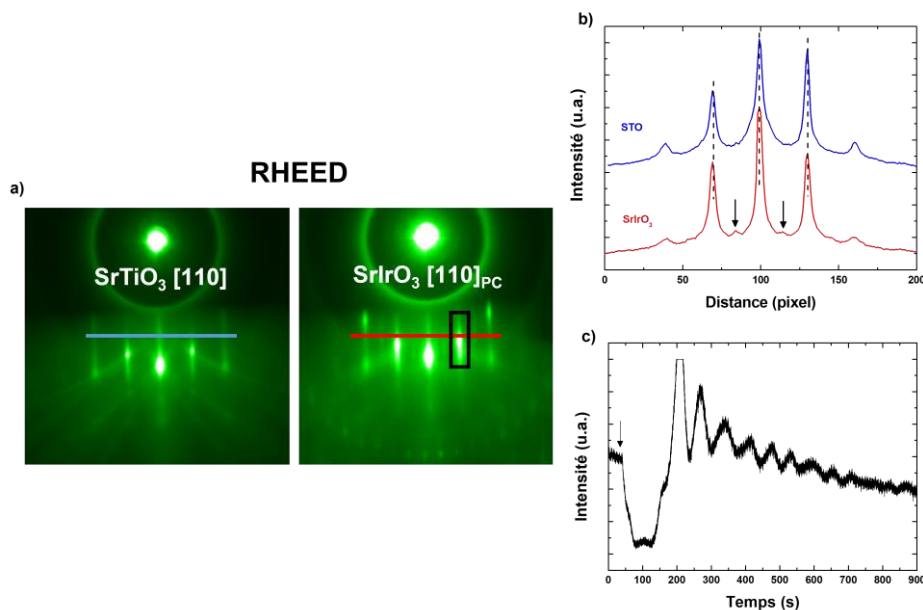 RHEED
a)
SrTiO₃ [110]
SrIrO₃ [110]PC
b)
Intensité (u.a.)
STO
SrIrO₃
0 50 100 150 200
Distance (pixel)
c)
Intensité (u.a.)
0 100 200 300 400 500 600 700 800 900
Temps (s)